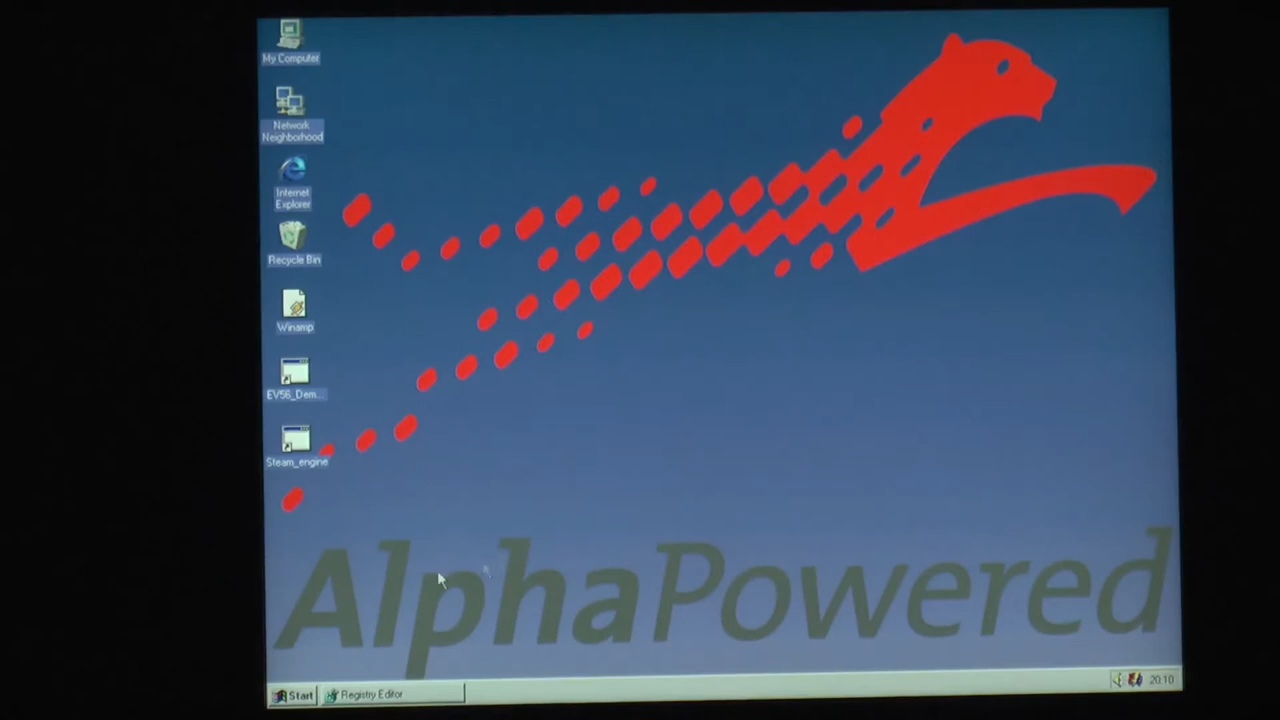 My Computer
Network
Neighborhood
Internet
Explorer
Recycle Bin
Winamp
EV56_Dem...
Steam_engine
AlphaPowered
Start
Registry Editor
20:10